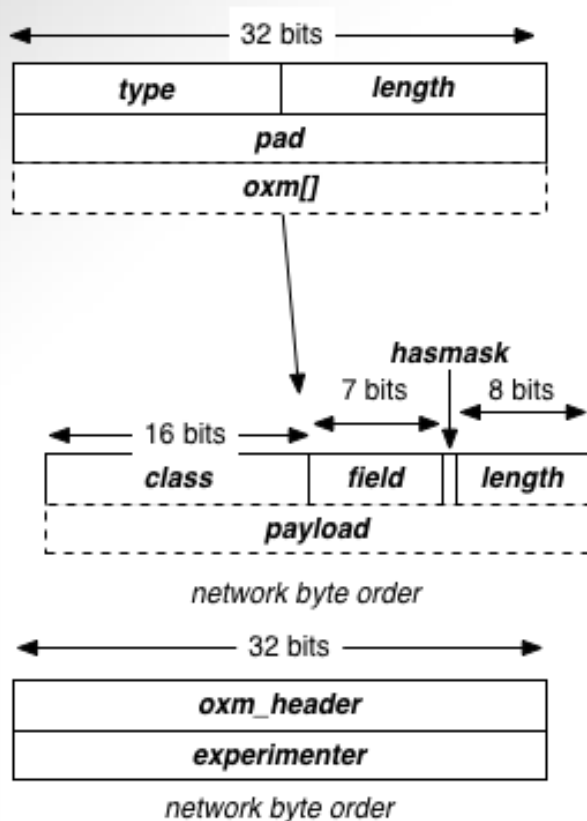 32 bits
type length
pad
oxm[]
hasmask
7 bits 8 bits
16 bits
class field length
payload
network byte order
32 bits
oxm_header
experimenter
network byte order